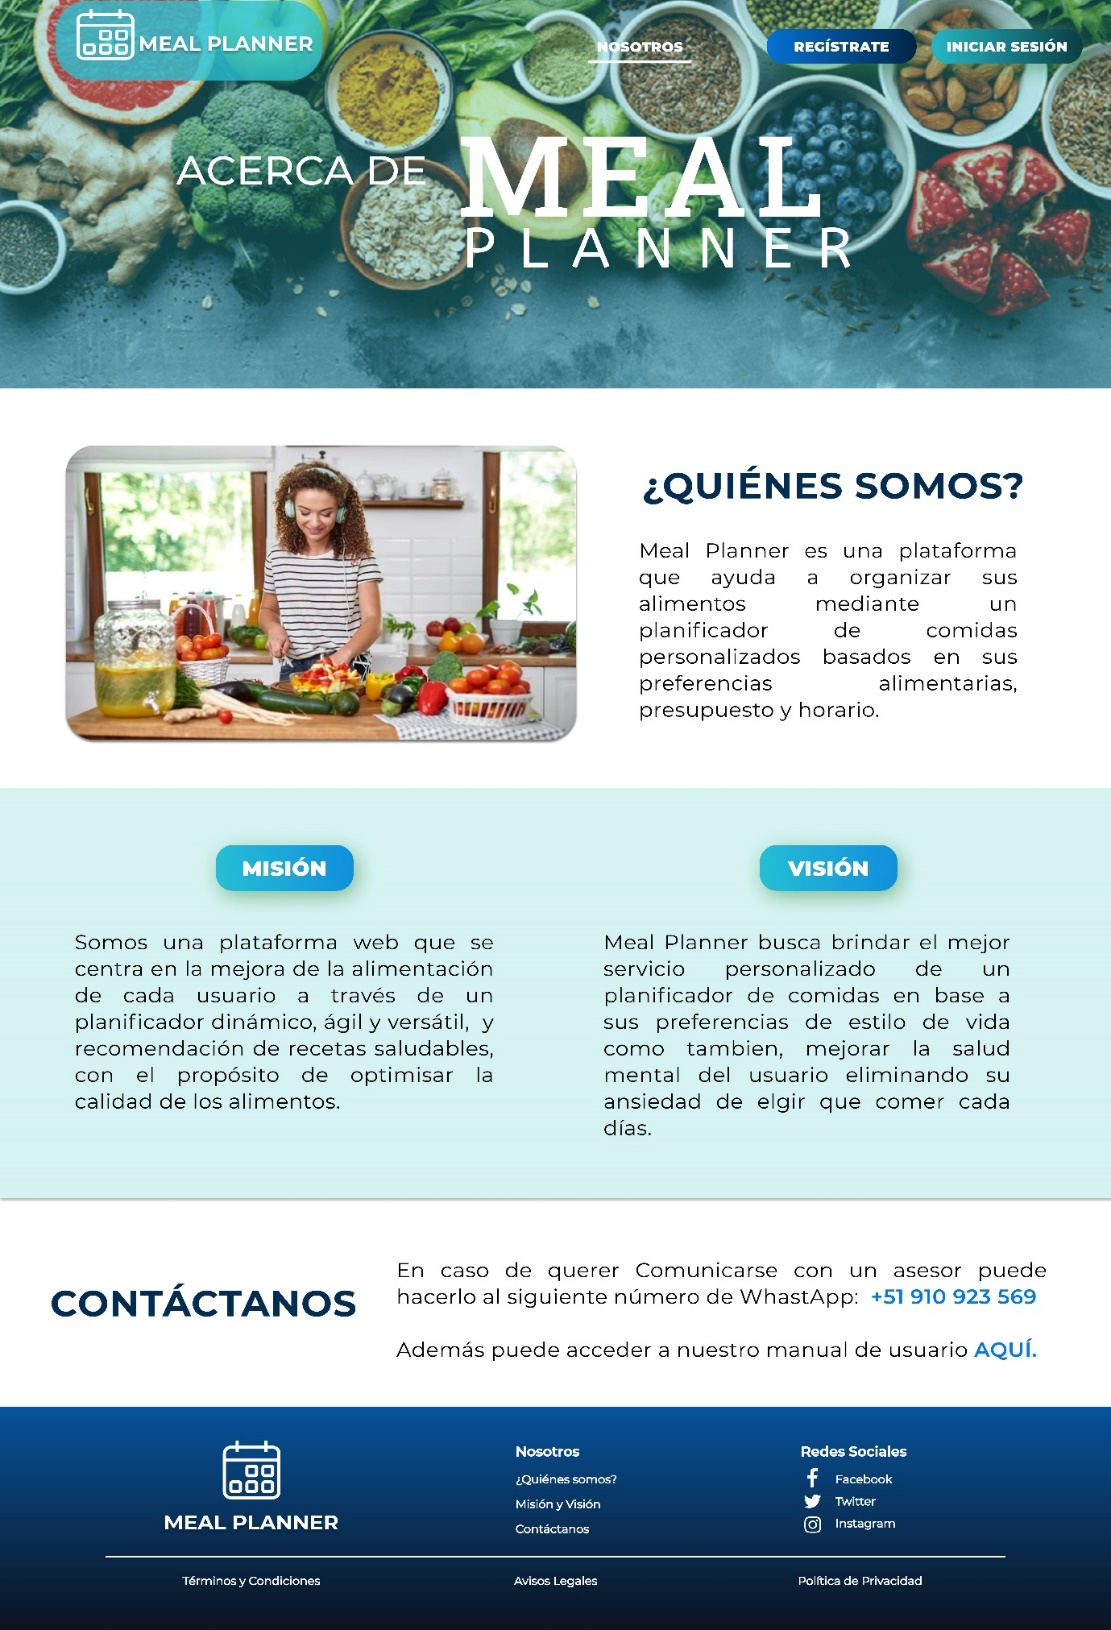 MEAL PLANNER
NOSOTROS
REGÍSTRATE
INICIAR SESIÓN
ACERCA DE
MEAL
PLANNER
¿QUIÉNES SOMOS?
Meal Planner es una plataforma
que ayuda a organizar sus
alimentos mediante un
planificador de comidas
personalizados basados en sus
preferencias alimentarias,
presupuesto y horario.
MISIÓN
Somos una plataforma web que se
centra en la mejora de la alimentación
de cada usuario a través de un
planificador dinámico, ágil y versátil, y
recomendación de recetas saludables,
con el propósito de optimisar la
calidad de los alimentos.
VISIÓN
Meal Planner busca brindar el mejor
servicio personalizado de un
planificador de comidas en base a
sus preferencias de estilo de vida
como tambien, mejorar la salud
mental del usuario eliminando su
ansiedad de elgir que comer cada
días.
CONTÁCTANOS
En caso de querer Comunicarse con un asesor puede
hacerlo al siguiente número de WhastApp: +51 910 923 569
Además puede acceder a nuestro manual de usuario AQUÍ.
MEAL PLANNER
Nosotros
¿Quiénes somos?
Misión y Visión
Contáctanos
Redes Sociales
Facebook
Twitter
Instagram
Términos y Condiciones
Avisos Legales
Política de Privacidad